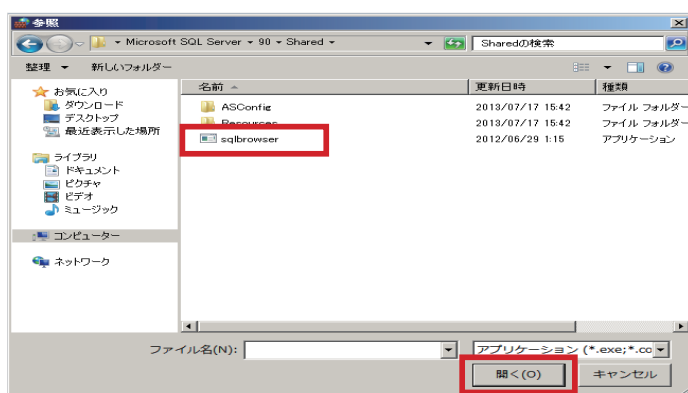 参照
Microsoft SQL Server 90 Shared
Sharedの検索
整理 新しいフォルダー
名前 更新日時 種類
お気に入り
ダウンロード
デスクトップ
最近表示した場所
ライブラリ
ドキュメント
ピクチャ
ビデオ
ミュージック
コンピューター
ネットワーク
ASConfig 2013/07/17 15:42 ファイル フォルダー
Resources 2013/07/17 15:42 ファイル フォルダー
sqlbrowser 2012/06/29 1:15 アプリケーション
ファイル名(N):
アプリケーション (*.exe;*.co
開く(O) キャンセル